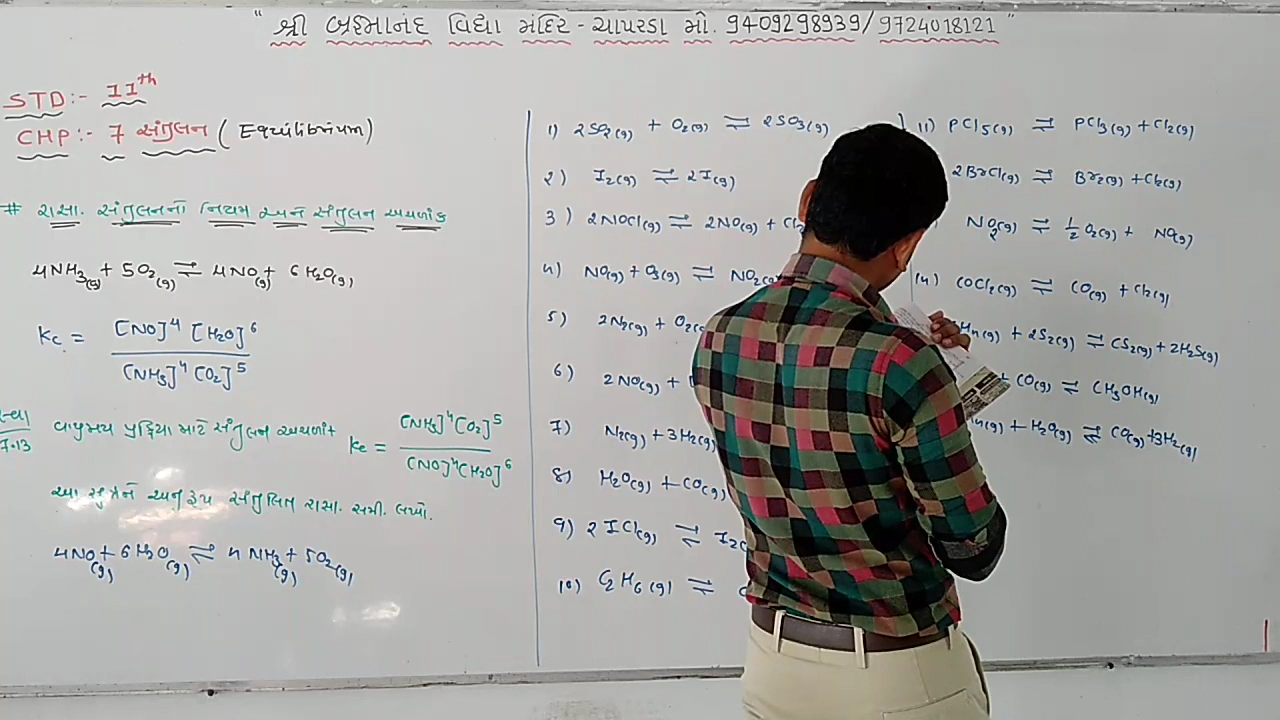 " શ્રી બ્રહ્માનંદ વિદ્યા મંદિર - ચાપરડા મો. 9409298939/9724018121 "
STD:- 11th
CHP:- 7 સંતુલન (Equilibrium)
# રાસા. સંતુલનનો નિયમ અને સંતુલન અચળાંક
4NH3(g) + 5O2(g) ⇌ 4NO(g) + 6H2O(g)
Kc = [NO]^4 [H2O]^6 / [NH3]^4 [O2]^5
7.13 વાયુમય પ્રક્રિયા માટે સંતુલન અચળાંક Kc = [NH3]^4 [O2]^5 / [NO]^4 [H2O]^6
આ સુત્રને અનુરૂપ સંતુલિત રાસા. સમી. લખો.
4NO(g) + 6H2O(g) ⇌ 4NH3(g) + 5O2(g)
1) 2SO2(g) + O2(g) ⇌ 2SO3(g)
2) I2(g) ⇌ 2I(g)
3) 2NOCl(g) ⇌ 2NO(g) + Cl2
4) NO(g) + O3(g) ⇌ NO2(g)
5) 2N2(g) + O2(g)
6) 2NO(g) +
7) N2(g) + 3H2(g)
8) H2O(g) + CO(g)
9) 2ICl(g) ⇌ I2(
10) C2H6(g) ⇌
11) PCl5(g) ⇌ PCl3(g) + Cl2(g)
2BrCl(g) ⇌ Br2(g) + Cl2(g)
NO2(g) ⇌ 1/2 O2(g) + NO(g)
14) COCl2(g) ⇌ CO(g) + Cl2(g)
H4(g) + 2S2(g) ⇌ CS2(g) + 2H2S(g)
+ CO(g) ⇌ CH3OH(g)
(g) + H2O(g) ⇌ CO(g) + 3H2(g)